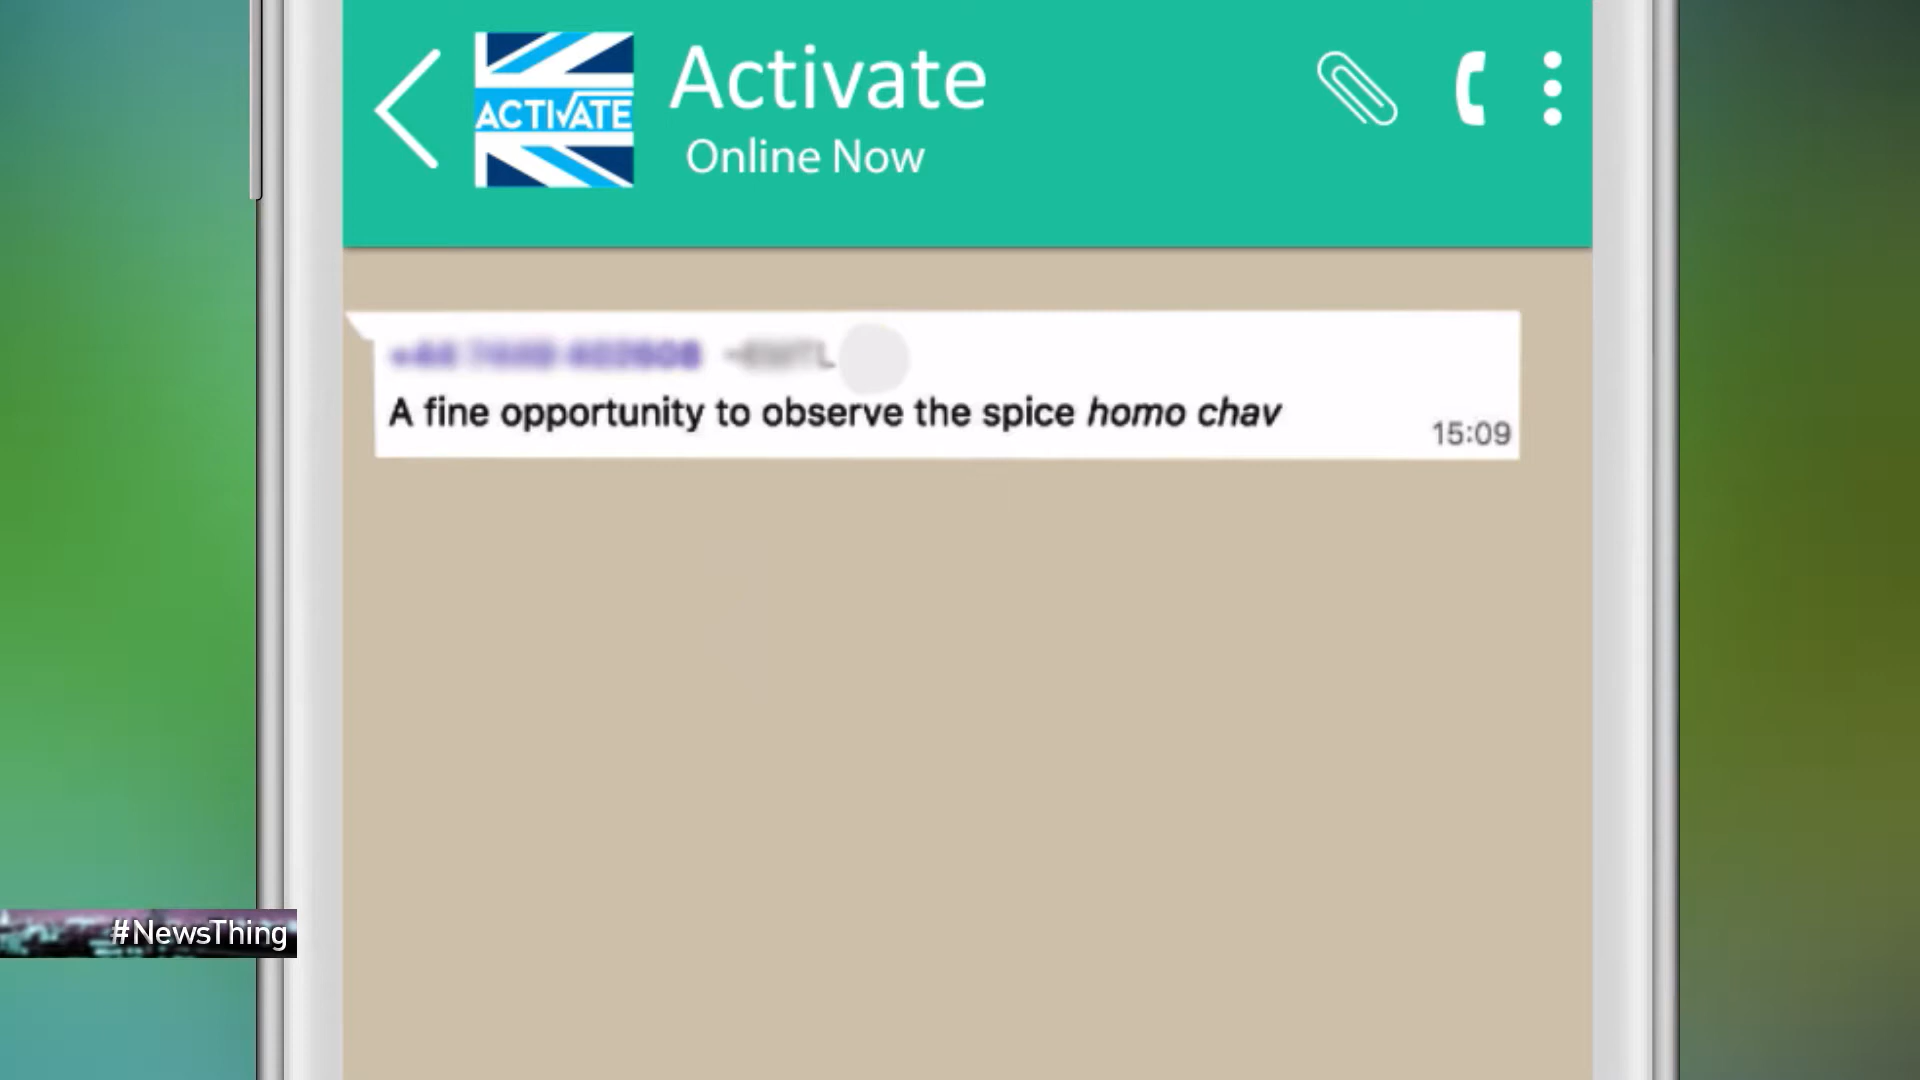 ACTIVATE
Activate
Online Now
A fine opportunity to observe the spice homo chav
15:09
#NewsThing